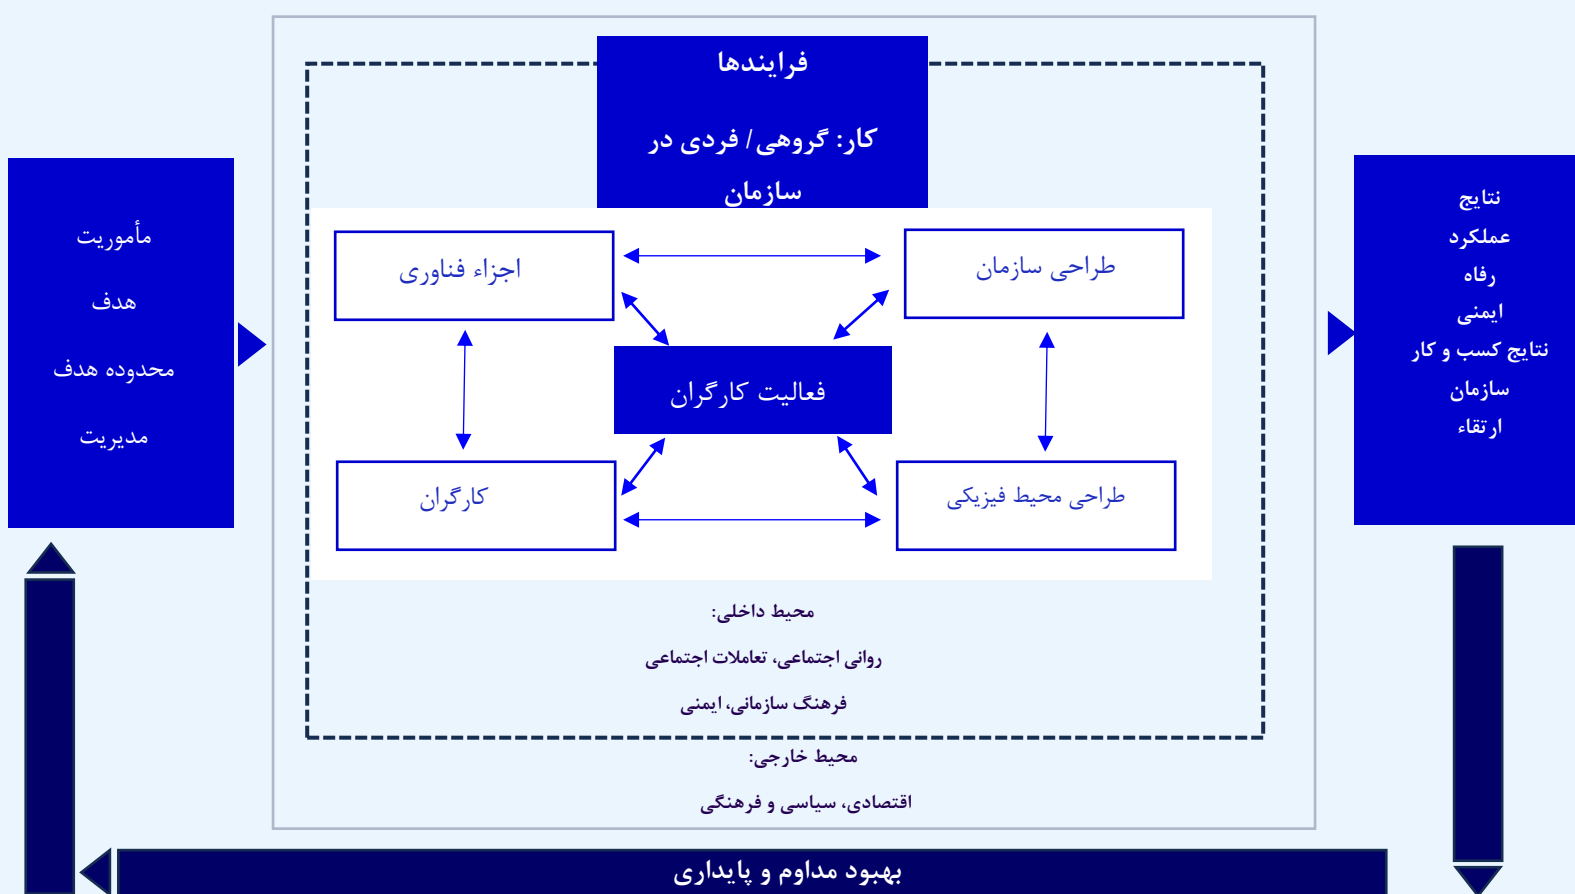 فرایندها
کار: گروهی/ فردی در
سازمان
مأموریت
هدف
محدوده هدف
مدیریت
اجزاء فناوری
طراحی سازمان
فعالیت کارگران
کارگران
طراحی محیط فیزیکی
نتایج
عملکرد
رفاه
ایمنی
نتایج کسب و کار
سازمان
ارتقاء
محیط داخلی:
روانی اجتماعی، تعاملات اجتماعی
فرهنگ سازمانی، ایمنی
محیط خارجی:
اقتصادی، سیاسی و فرهنگی
بهبود مداوم و پایداری